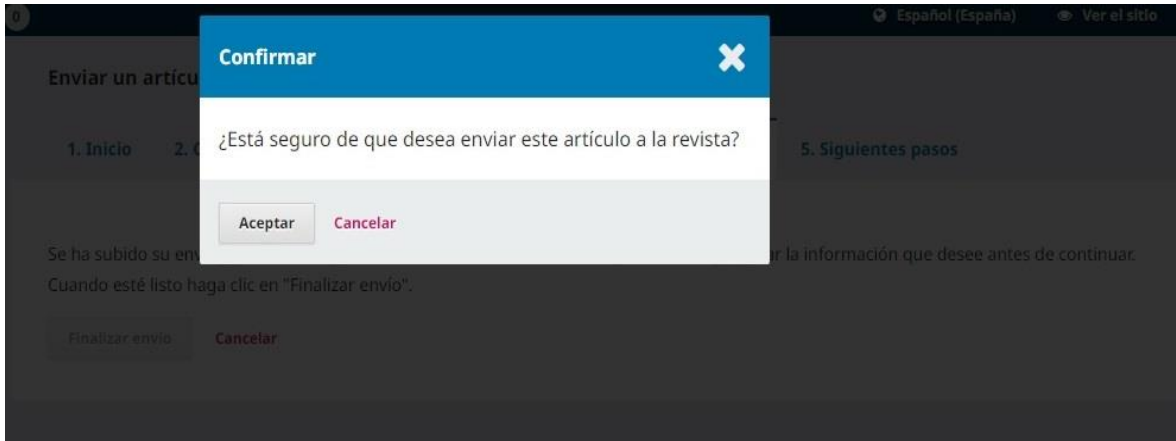 0
Español (España) Ver el sitio
Confirmar
Enviar un artícu
¿Está seguro de que desea enviar este artículo a la revista?
1. Inicio 2. 5. Siguientes pasos
Aceptar Cancelar
Se ha subido su env la información que desee antes de continuar.
Cuando esté listo haga clic en "Finalizar envío".
Finalizar envío Cancelar